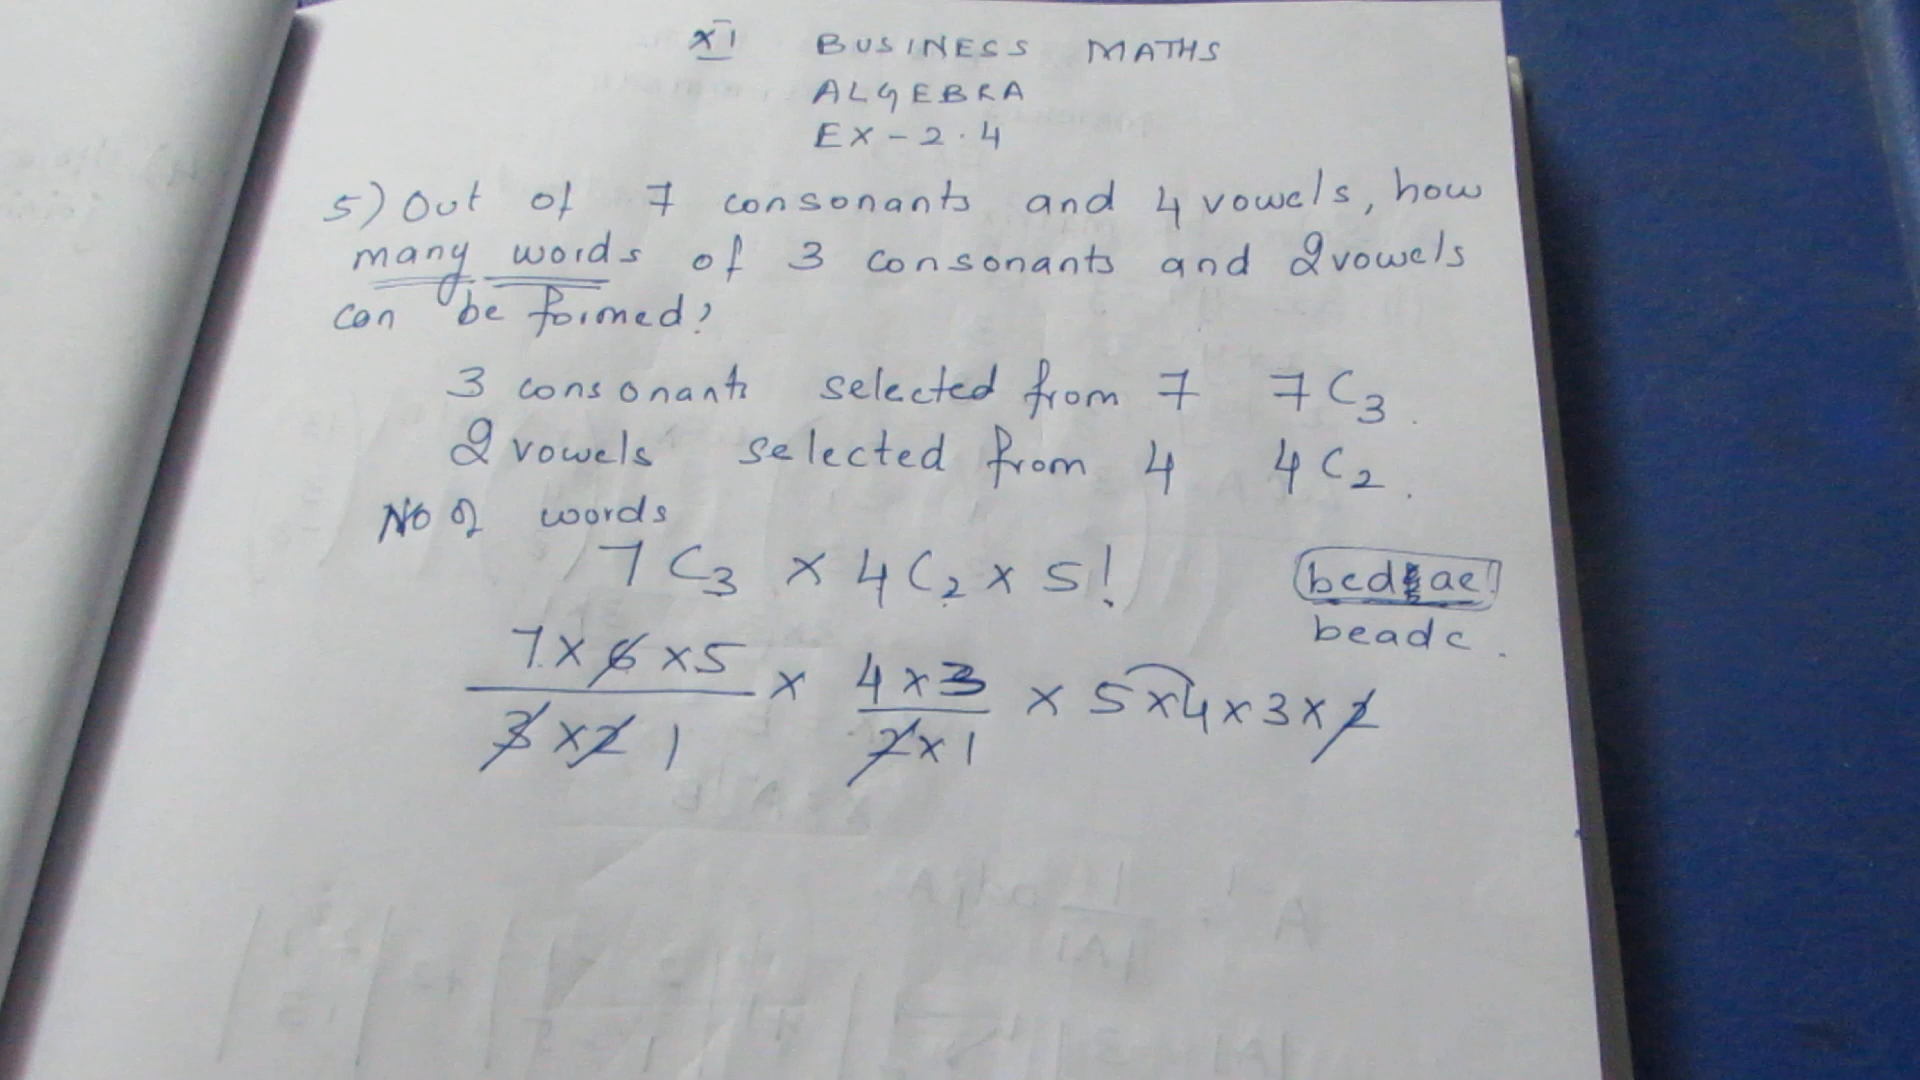 XI BUSINESS MATHS
ALGEBRA
EX - 2.4
5) Out of 7 consonants and 4 vowels, how
many words of 3 consonants and 2 vowels
can be formed?
3 consonants selected from 7 7C3.
2 vowels selected from 4 4C2.
No of words
7C3 x 4C2 x 5!
bcd ae
beadc.
7 x 6 x 5 / 3 x 2 1 x 4 x 3 / 2 x 1 x 5 x 4 x 3 x 2